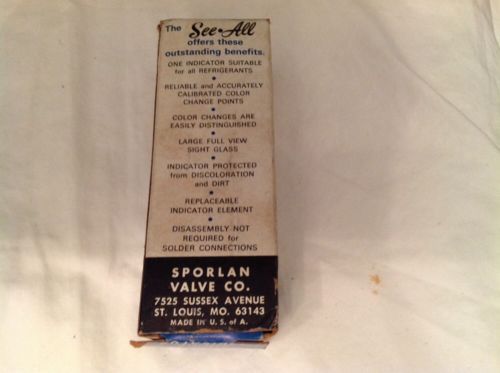 The See•All
offers these
outstanding benefits.
ONE INDICATOR SUITABLE
for all REFRIGERANTS
•
RELIABLE and ACCURATELY
CALIBRATED COLOR
CHANGE POINTS
•
COLOR CHANGES ARE
EASILY DISTINGUISHED
•
LARGE FULL VIEW
SIGHT GLASS
•
INDICATOR PROTECTED
from DISCOLORATION
and DIRT
•
REPLACEABLE
INDICATOR ELEMENT
•
DISASSEMBLY NOT
REQUIRED for
SOLDER CONNECTIONS
SPORLAN
VALVE CO.
7525 SUSSEX AVENUE
ST. LOUIS, MO. 63143
MADE IN U. S. of A.